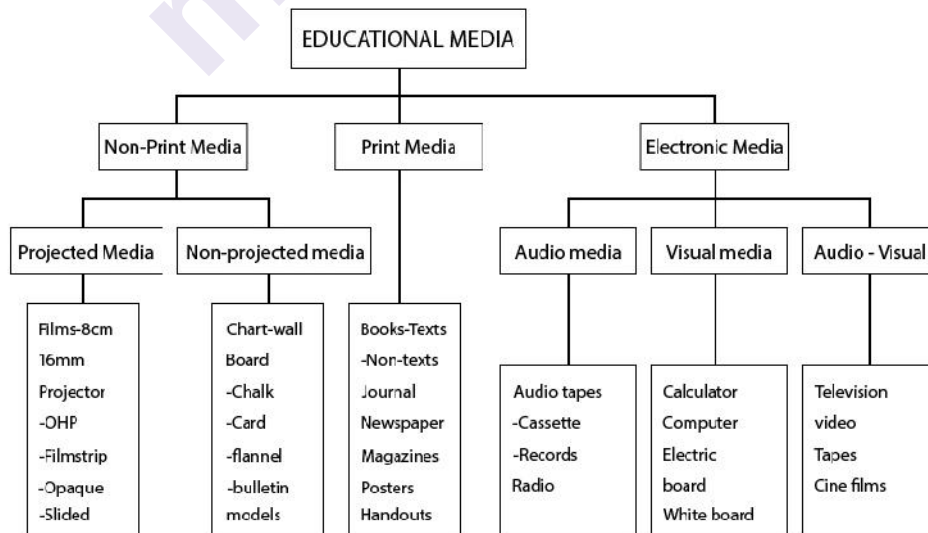 EDUCATIONAL MEDIA
Non-Print Media
Print Media
Electronic Media
Projected Media
Non-projected media
Audio media
Visual media
Audio - Visual
Films-8cm
16mm
Projector
-OHP
-Filmstrip
-Opaque
-Slided
Chart-wall
Board
-Chalk
-Card
-flannel
-bulletin
models
Books-Texts
-Non-texts
Journal
Newspaper
Magazines
Posters
Handouts
Audio tapes
-Cassette
-Records
Radio
Calculator
Computer
Electric
board
White board
Television
video
Tapes
Cine films